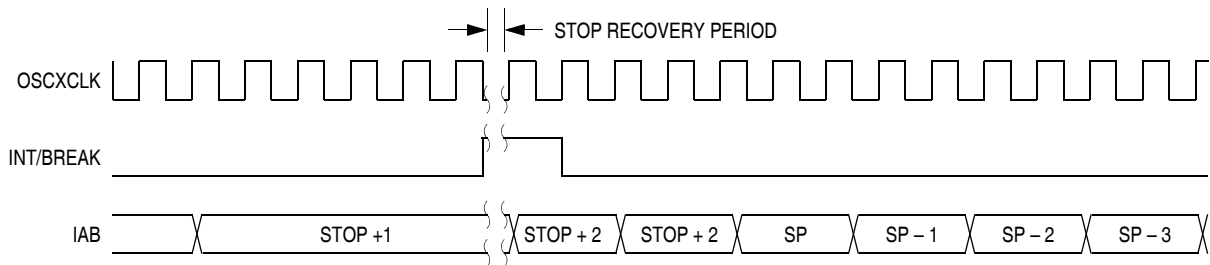 STOP RECOVERY PERIOD
OSCXCLK
INT/BREAK
IAB
STOP +1
STOP + 2
STOP + 2
SP
SP – 1
SP – 2
SP – 3